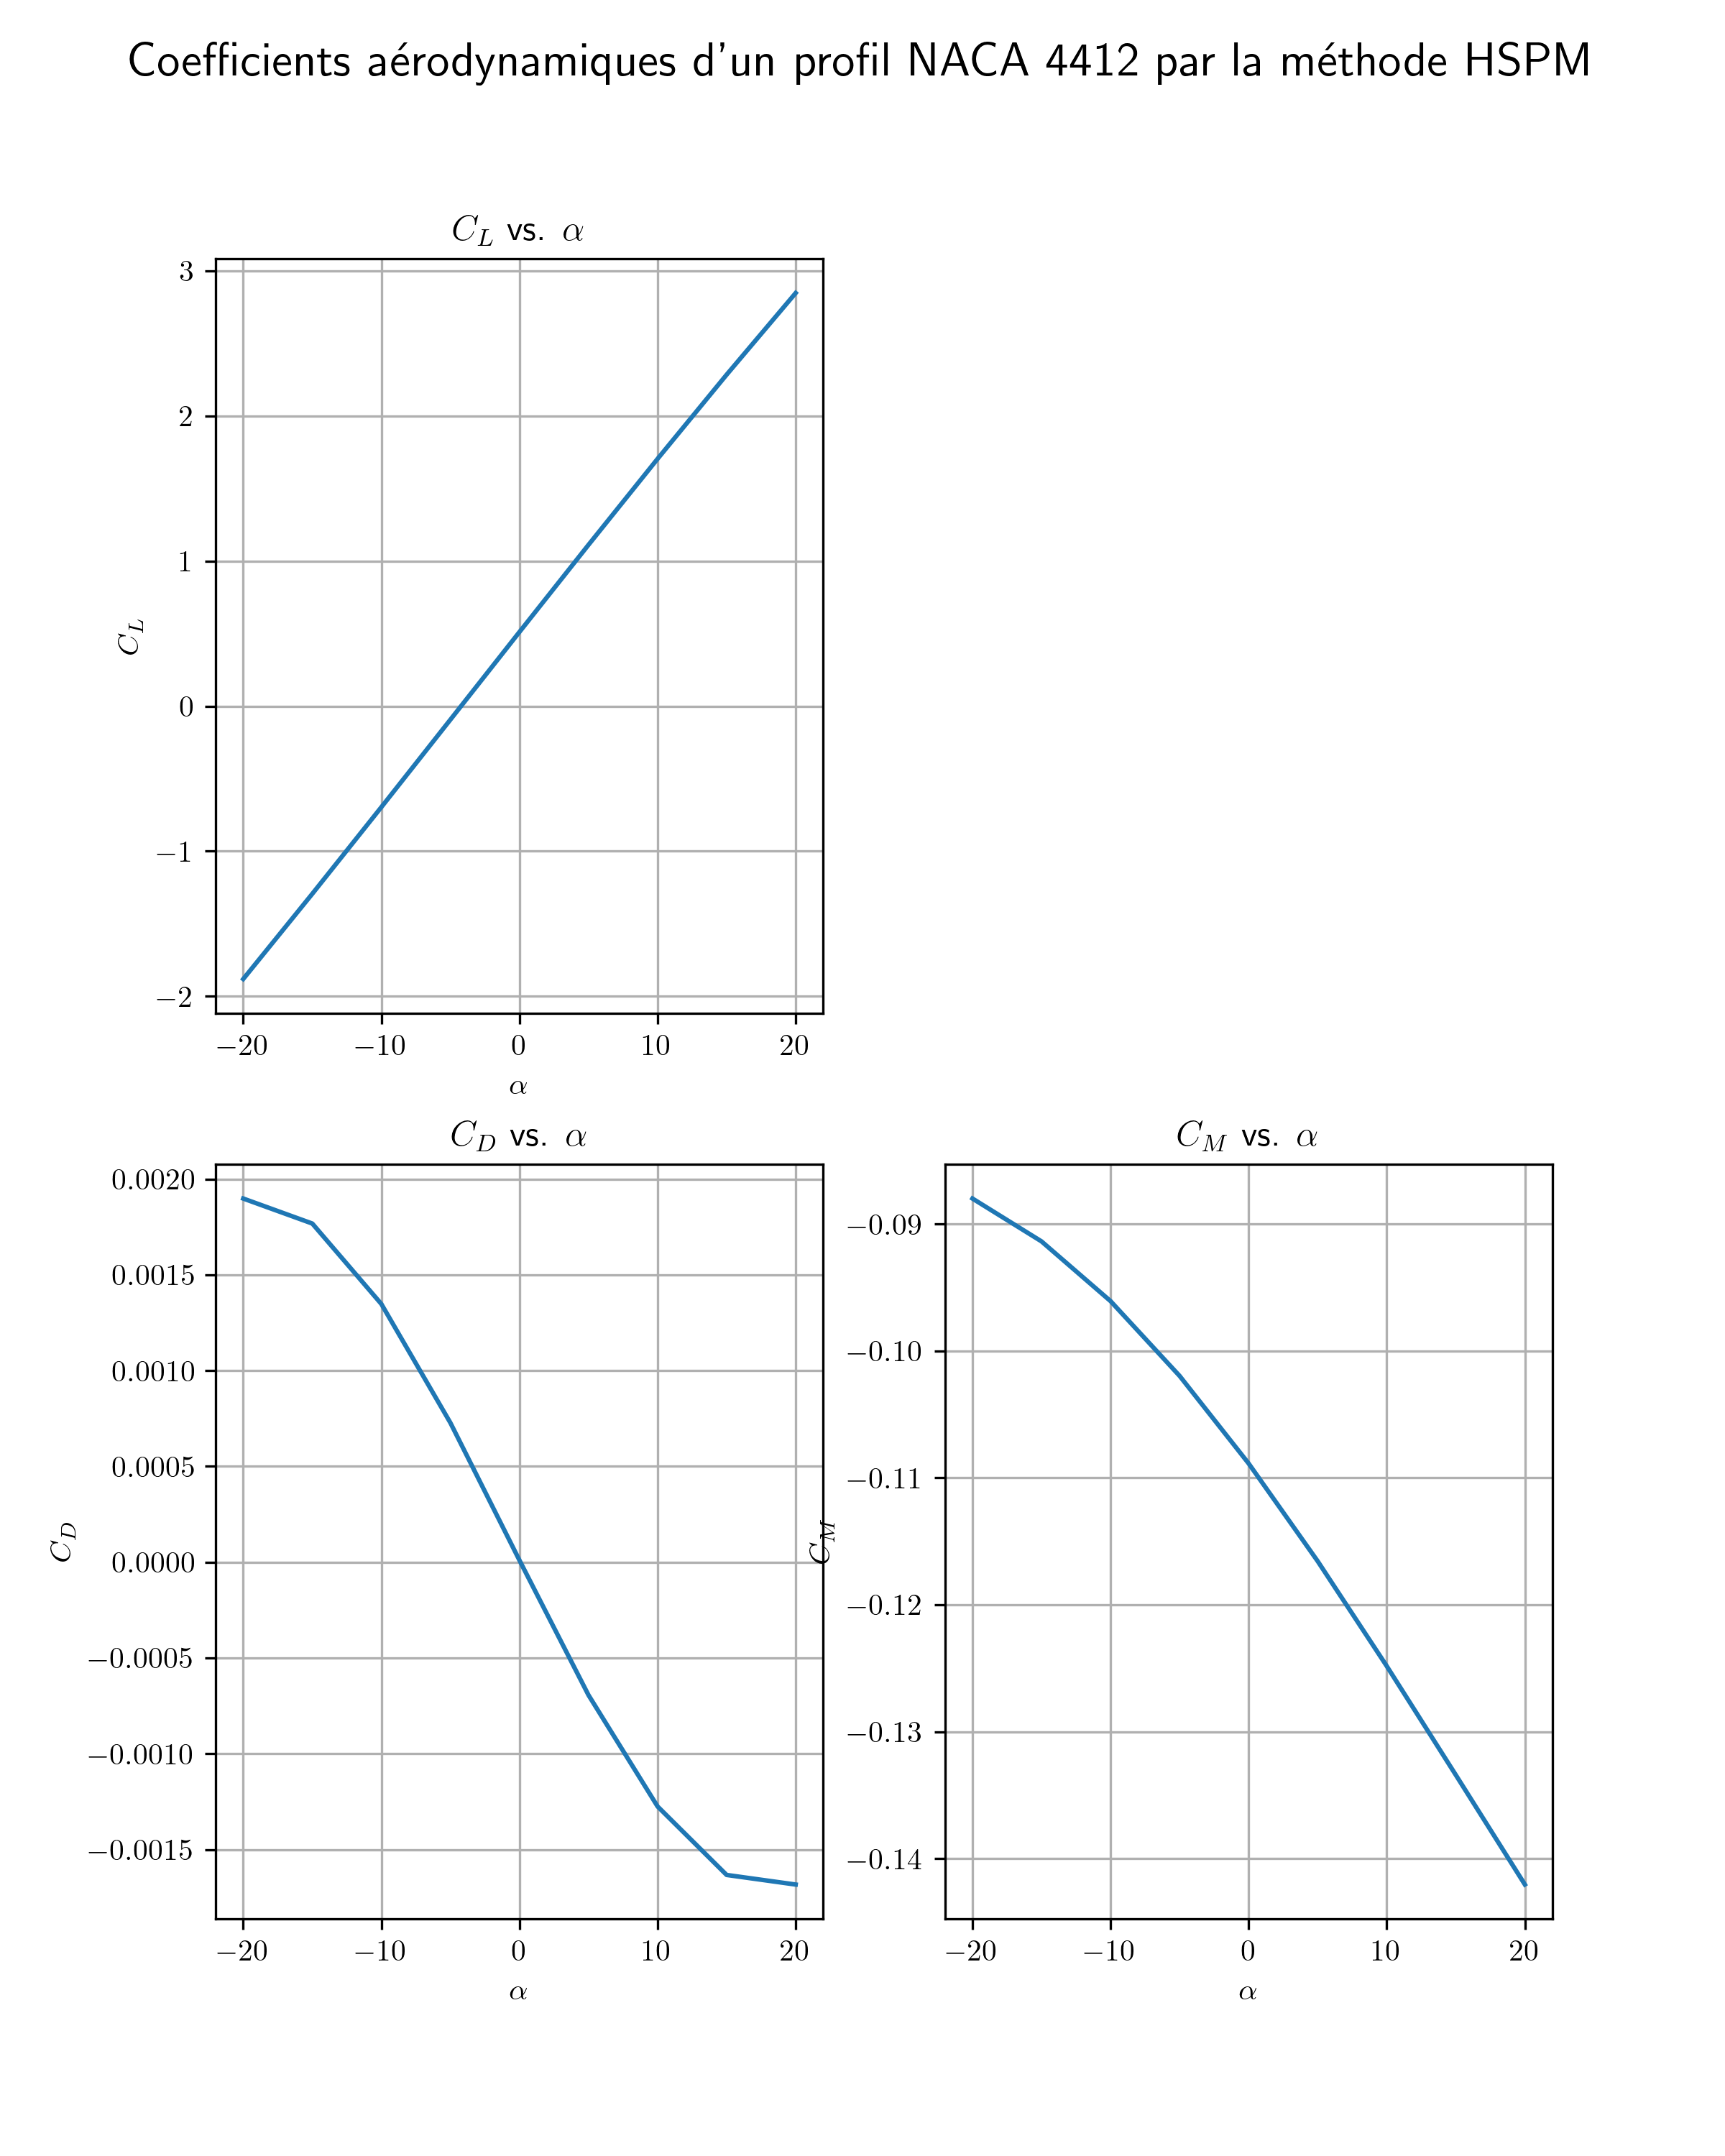 Coefficients aérodynamiques d'un profil NACA 4412 par la méthode HSPM
C_L vs. α
3
2
1
0
−1
−2
C_L
−20 −10 0 10 20
α
C_D vs. α
0.0020
0.0015
0.0010
0.0005
0.0000
−0.0005
−0.0010
−0.0015
C_D
−20 −10 0 10 20
α
C_M vs. α
−0.09
−0.10
−0.11
−0.12
−0.13
−0.14
C_M
−20 −10 0 10 20
α